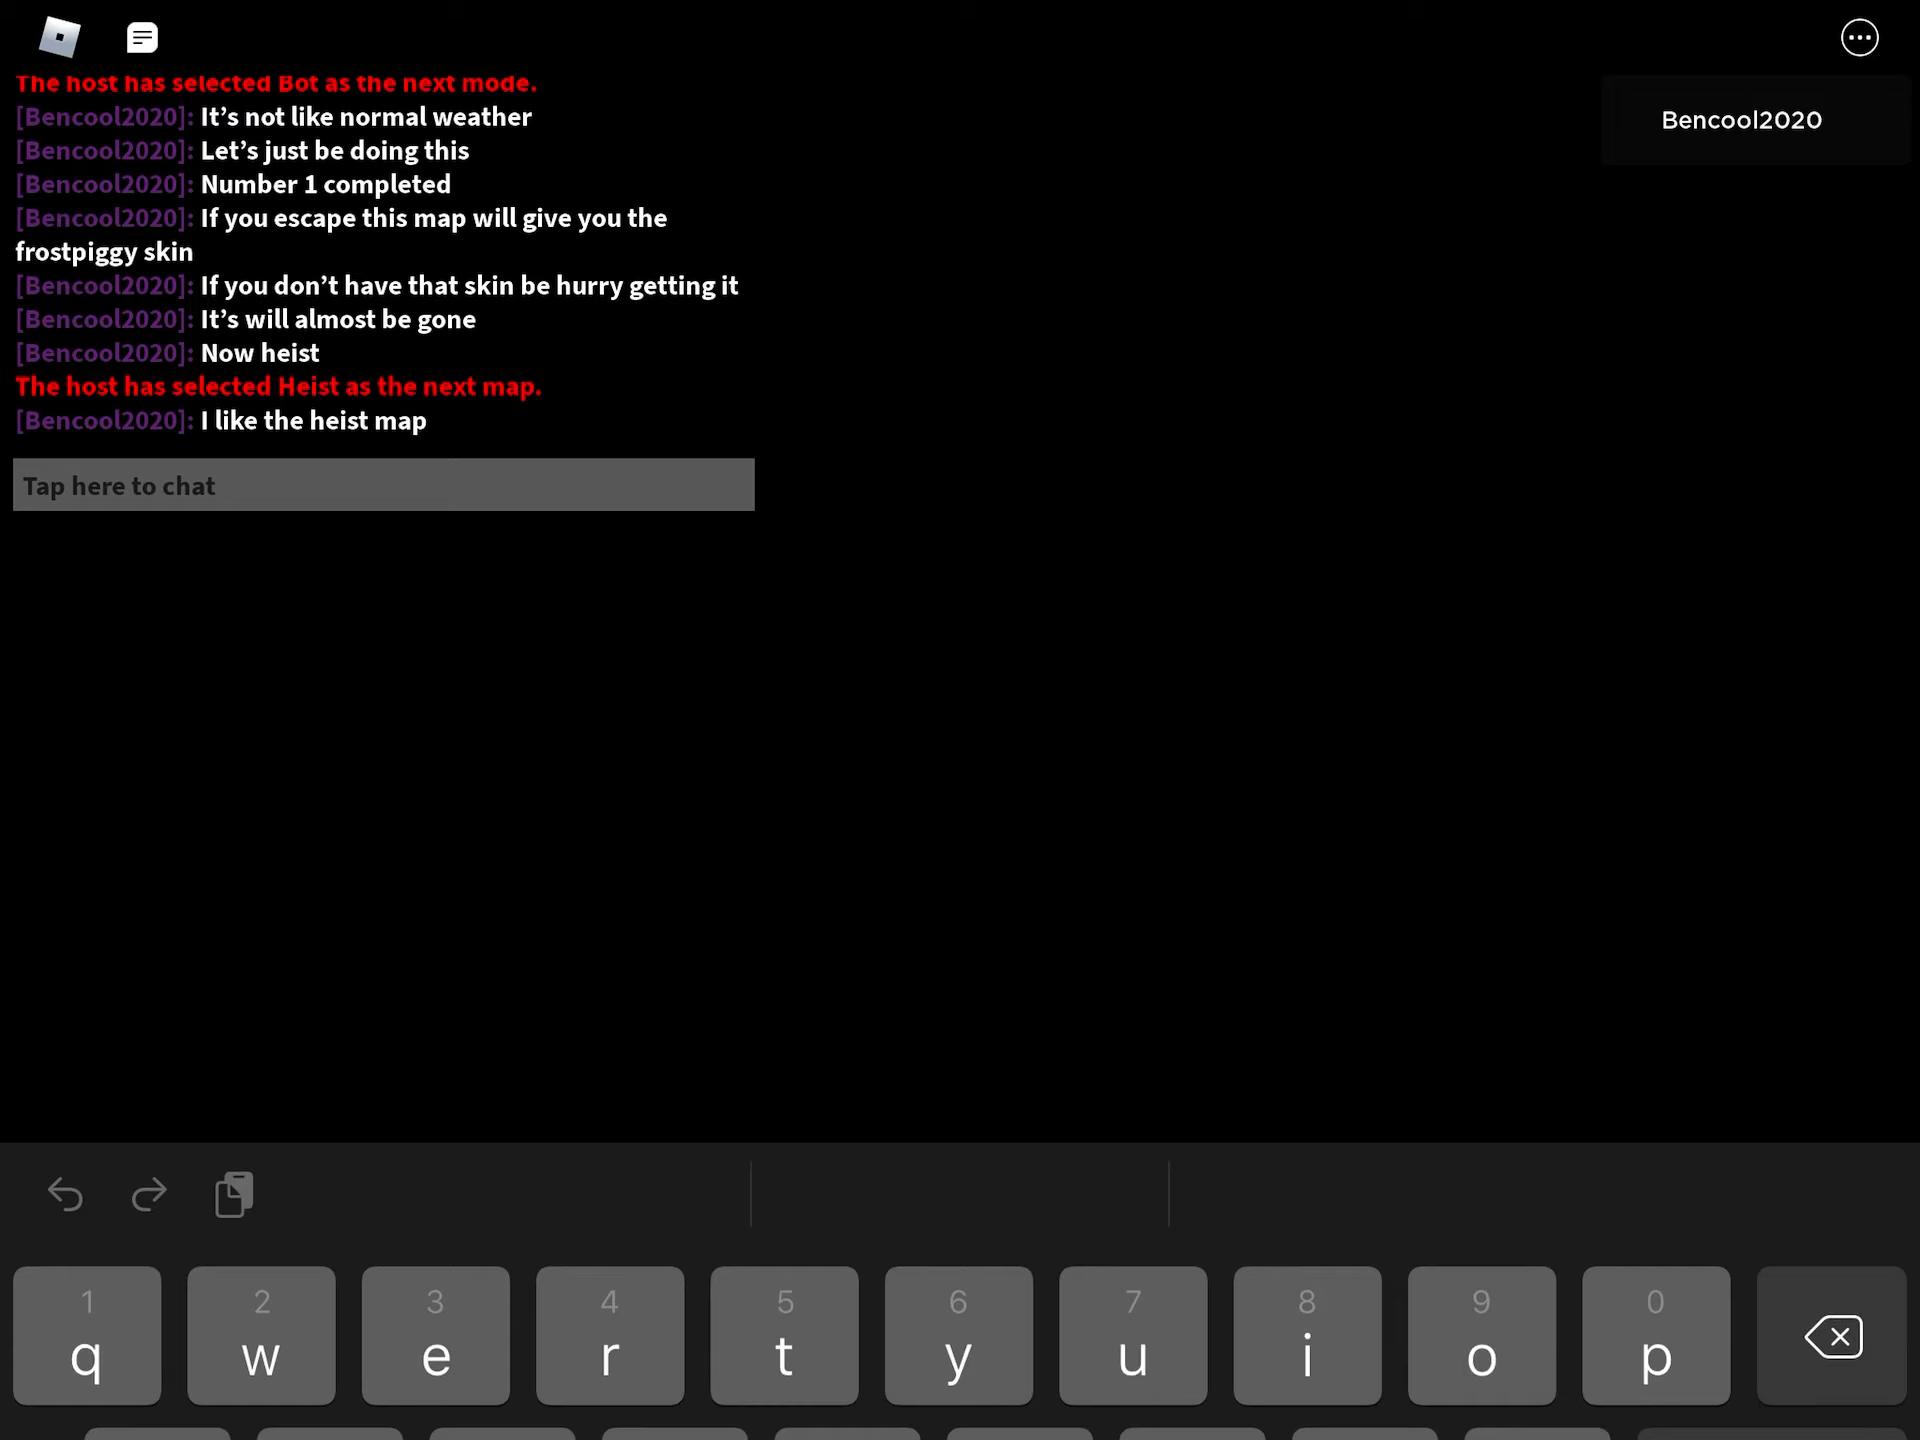 The host has selected Bot as the next mode.
Bencool2020
[Bencool2020]: It's not like normal weather
[Bencool2020]: Let's just be doing this
[Bencool2020]: Number 1 completed
[Bencool2020]: If you escape this map will give you the
frostpiggy skin
[Bencool2020]: If you don't have that skin be hurry getting it
[Bencool2020]: It's will almost be gone
[Bencool2020]: Now heist
The host has selected Heist as the next map.
[Bencool2020]: I like the heist map
Tap here to chat
1 2 3 4 5 6 7 8 9 0
q w e r t y u i o p